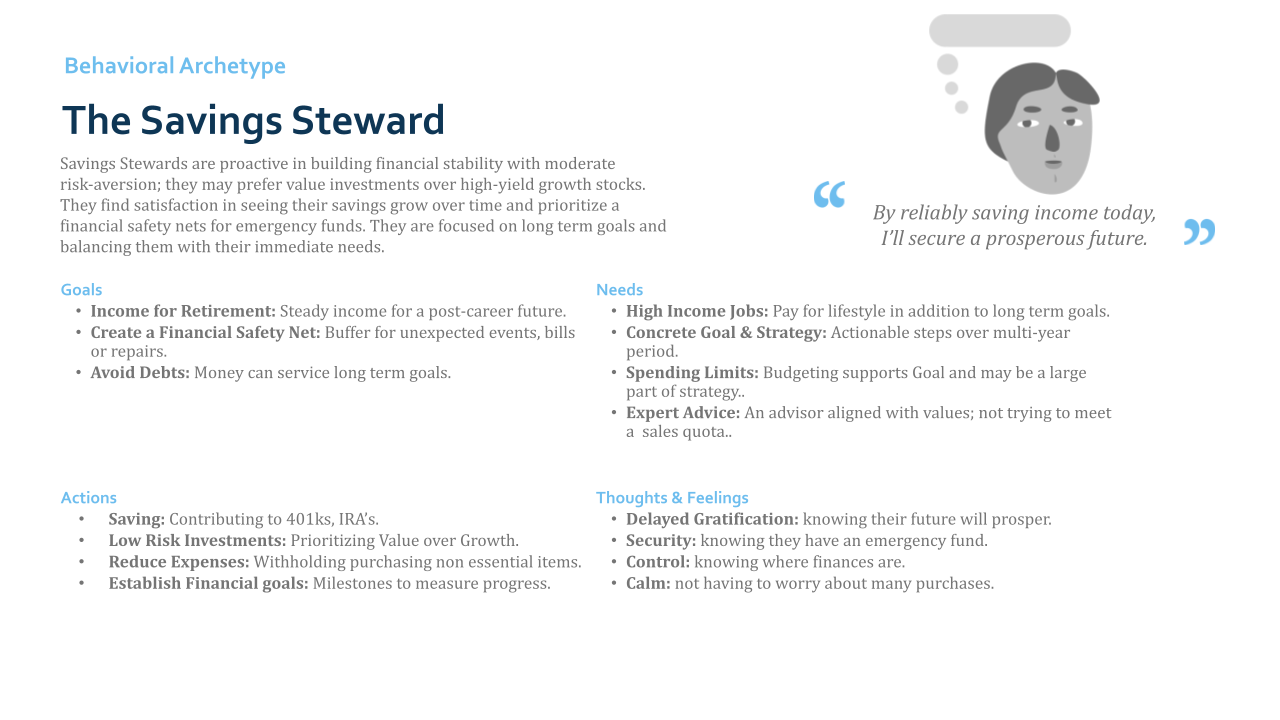 Behavioral Archetype
The Savings Steward
Savings Stewards are proactive in building financial stability with moderate
risk-aversion; they may prefer value investments over high-yield growth stocks.
They find satisfaction in seeing their savings grow over time and prioritize a
financial safety nets for emergency funds. They are focused on long term goals and
balancing them with their immediate needs.
“ By reliably saving income today,
I’ll secure a prosperous future. ”
Goals
• Income for Retirement: Steady income for a post-career future.
• Create a Financial Safety Net: Buffer for unexpected events, bills
or repairs.
• Avoid Debts: Money can service long term goals.
Needs
• High Income Jobs: Pay for lifestyle in addition to long term goals.
• Concrete Goal & Strategy: Actionable steps over multi-year
period.
• Spending Limits: Budgeting supports Goal and may be a large
part of strategy..
• Expert Advice: An advisor aligned with values; not trying to meet
a  sales quota..
Actions
• Saving: Contributing to 401ks, IRA’s.
• Low Risk Investments: Prioritizing Value over Growth.
• Reduce Expenses: Withholding purchasing non essential items.
• Establish Financial goals: Milestones to measure progress.
Thoughts & Feelings
• Delayed Gratification: knowing their future will prosper.
• Security: knowing they have an emergency fund.
• Control: knowing where finances are.
• Calm: not having to worry about many purchases.